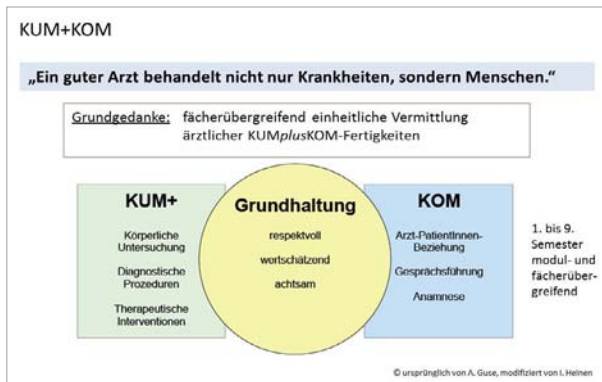 KUM+KOM
„Ein guter Arzt behandelt nicht nur Krankheiten, sondern Menschen.“
Grundgedanke: fächerübergreifend einheitliche Vermittlung
ärztlicher KUMplusKOM-Fertigkeiten
KUM+
Körperliche
Untersuchung
Diagnostische
Prozeduren
Therapeutische
Interventionen
Grundhaltung
respektvoll
wertschätzend
achtsam
KOM
Arzt-PatientInnen-
Beziehung
Gesprächsführung
Anamnese
1. bis 9.
Semester
modul- und
fächerüber-
greifend
© ursprünglich von A. Guse, modifiziert von I. Heinen